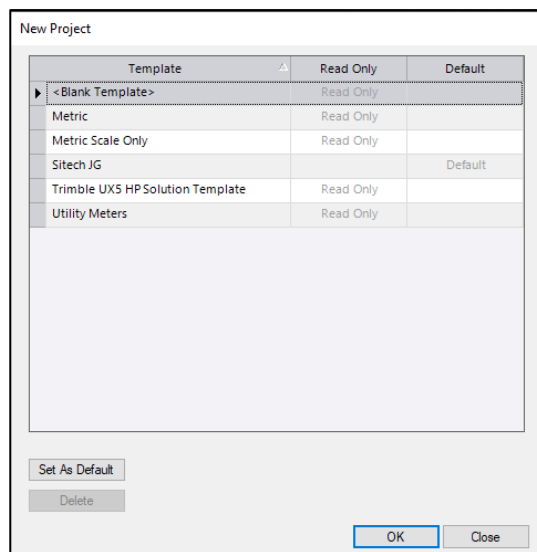 New Project
Template Read Only Default
<Blank Template> Read Only
Metric Read Only
Metric Scale Only Read Only
Sitech JG Default
Trimble UX5 HP Solution Template Read Only
Utility Meters Read Only
Set As Default
Delete
OK Close